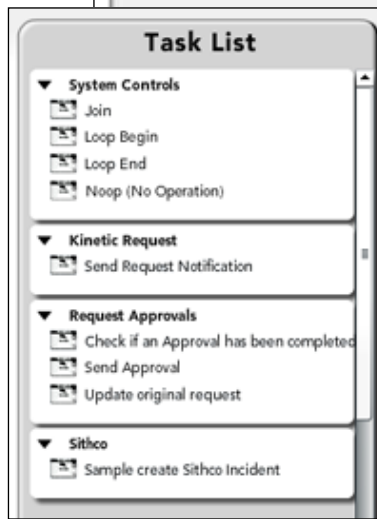 Task List
System Controls
Join
Loop Begin
Loop End
Noop (No Operation)
Kinetic Request
Send Request Notification
Request Approvals
Check if an Approval has been completed
Send Approval
Update original request
Sithco
Sample create Sithco Incident